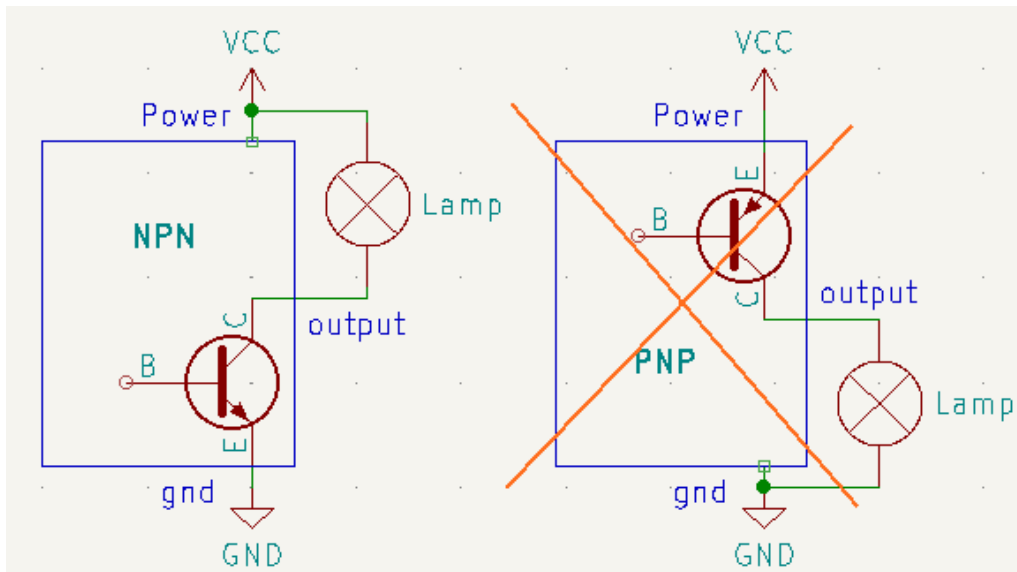 VCC
Power
NPN
Lamp
C
output
B
E
gnd
GND
VCC
Power
E
B
C
output
PNP
Lamp
gnd
GND